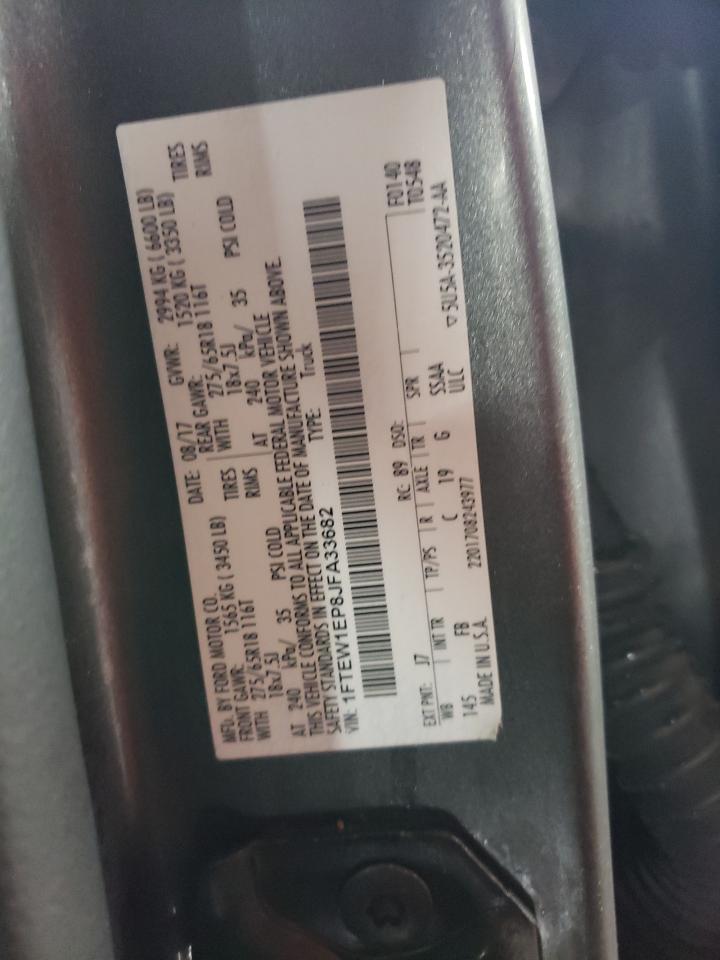 MFD. BY FORD MOTOR CO.
DATE: 08/17 GVWR: 2994 KG ( 6600 LB)
FRONT GAWR: 1565 KG ( 3450 LB) REAR GAWR: 1520 KG ( 3350 LB)
WITH 275/65R18 116T TIRES WITH 275/65R18 116T TIRES
18x7.5J RIMS 18x7.5J RIMS
AT 240 kPa/ 35 PSI COLD AT 240 kPa/ 35 PSI COLD
THIS VEHICLE CONFORMS TO ALL APPLICABLE FEDERAL MOTOR VEHICLE
SAFETY STANDARDS IN EFFECT ON THE DATE OF MANUFACTURE SHOWN ABOVE.
VIN: 1FTEW1EP8JFA33682 TYPE: Truck
F0140
T0548
EXT PNT: J7 RC: 89 DSO:
WB INT TR TP/PS R AXLE TR SPR
145 FB C 19 G SSAA
MADE IN U.S.A. 2201708243977 ULC ▽5U5A-3520472-AA